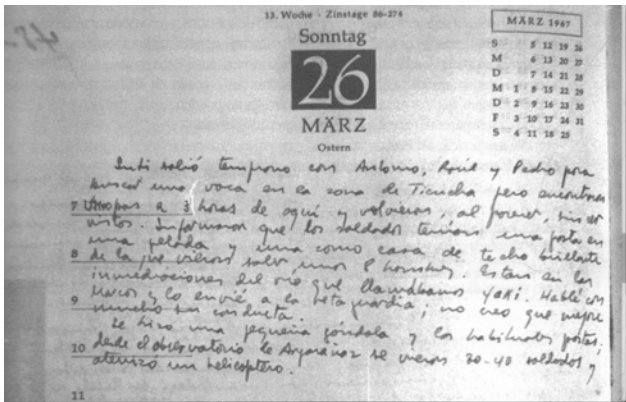 13. Woche · Zinstage 86-274
Sonntag
26
MÄRZ
Ostern
MÄRZ 1967
S 5 12 19 26
M 6 13 20 27
D 7 14 21 28
M 1 8 15 22 29
D 2 9 16 23 30
F 3 10 17 24 31
S 4 11 18 25
Inti salió temprano con Antonio, Raúl y Pedro para
buscar una vaca en la zona de Ticucha pero encontraron
7 tropas a 3 horas de aquí y volvieron, al parecer, sin ser
vistos. Informaron que los soldados tenían una posta en
una pelada y una como casa de techo brillante
8 de la que vieron salir unos 8 hombres. Están en las
inmediaciones del río que llamábamos Yaki. Hablé con
Marcos y lo envié a la retaguardia; no creo que mejore
9 mucho su conducta.
Se hizo una pequeña góndola y las habituales postas;
10 desde el observatorio de Argarañaz se vieron 30-40 soldados y
aterrizó un helicoptero.
11